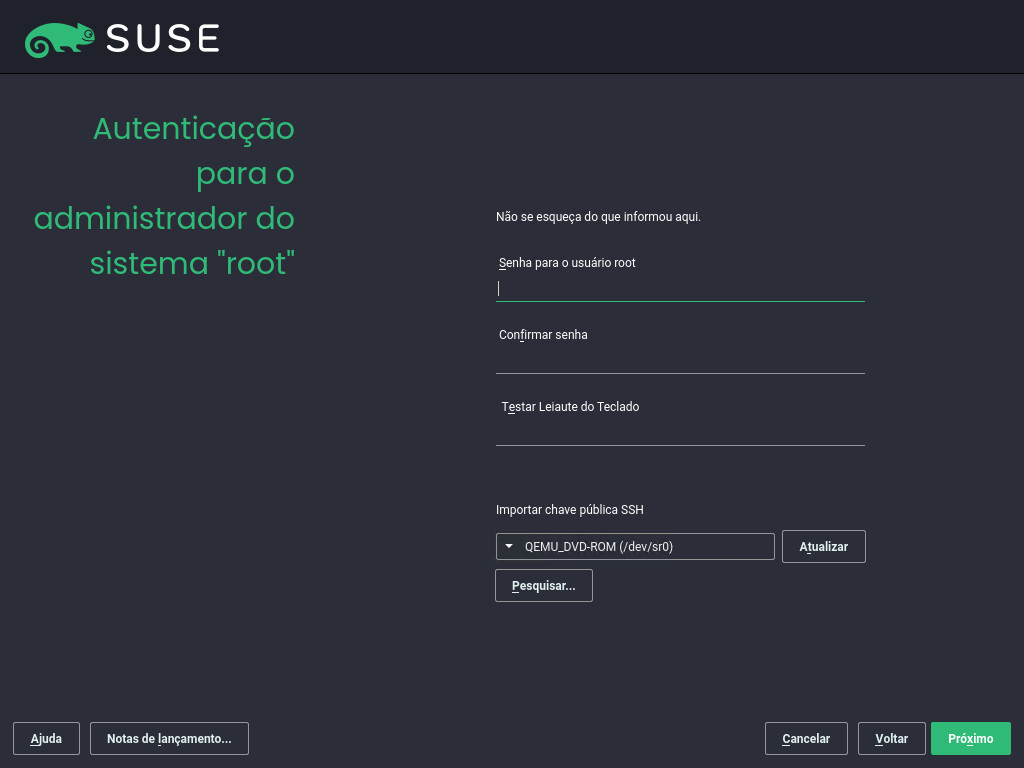 SUSE
Autenticação
para o
administrador do
sistema "root"
Não se esqueça do que informou aqui.
Senha para o usuário root
Confirmar senha
Testar Leiaute do Teclado
Importar chave pública SSH
QEMU_DVD-ROM (/dev/sr0)
Atualizar
Pesquisar...
Ajuda
Notas de lançamento...
Cancelar
Voltar
Próximo